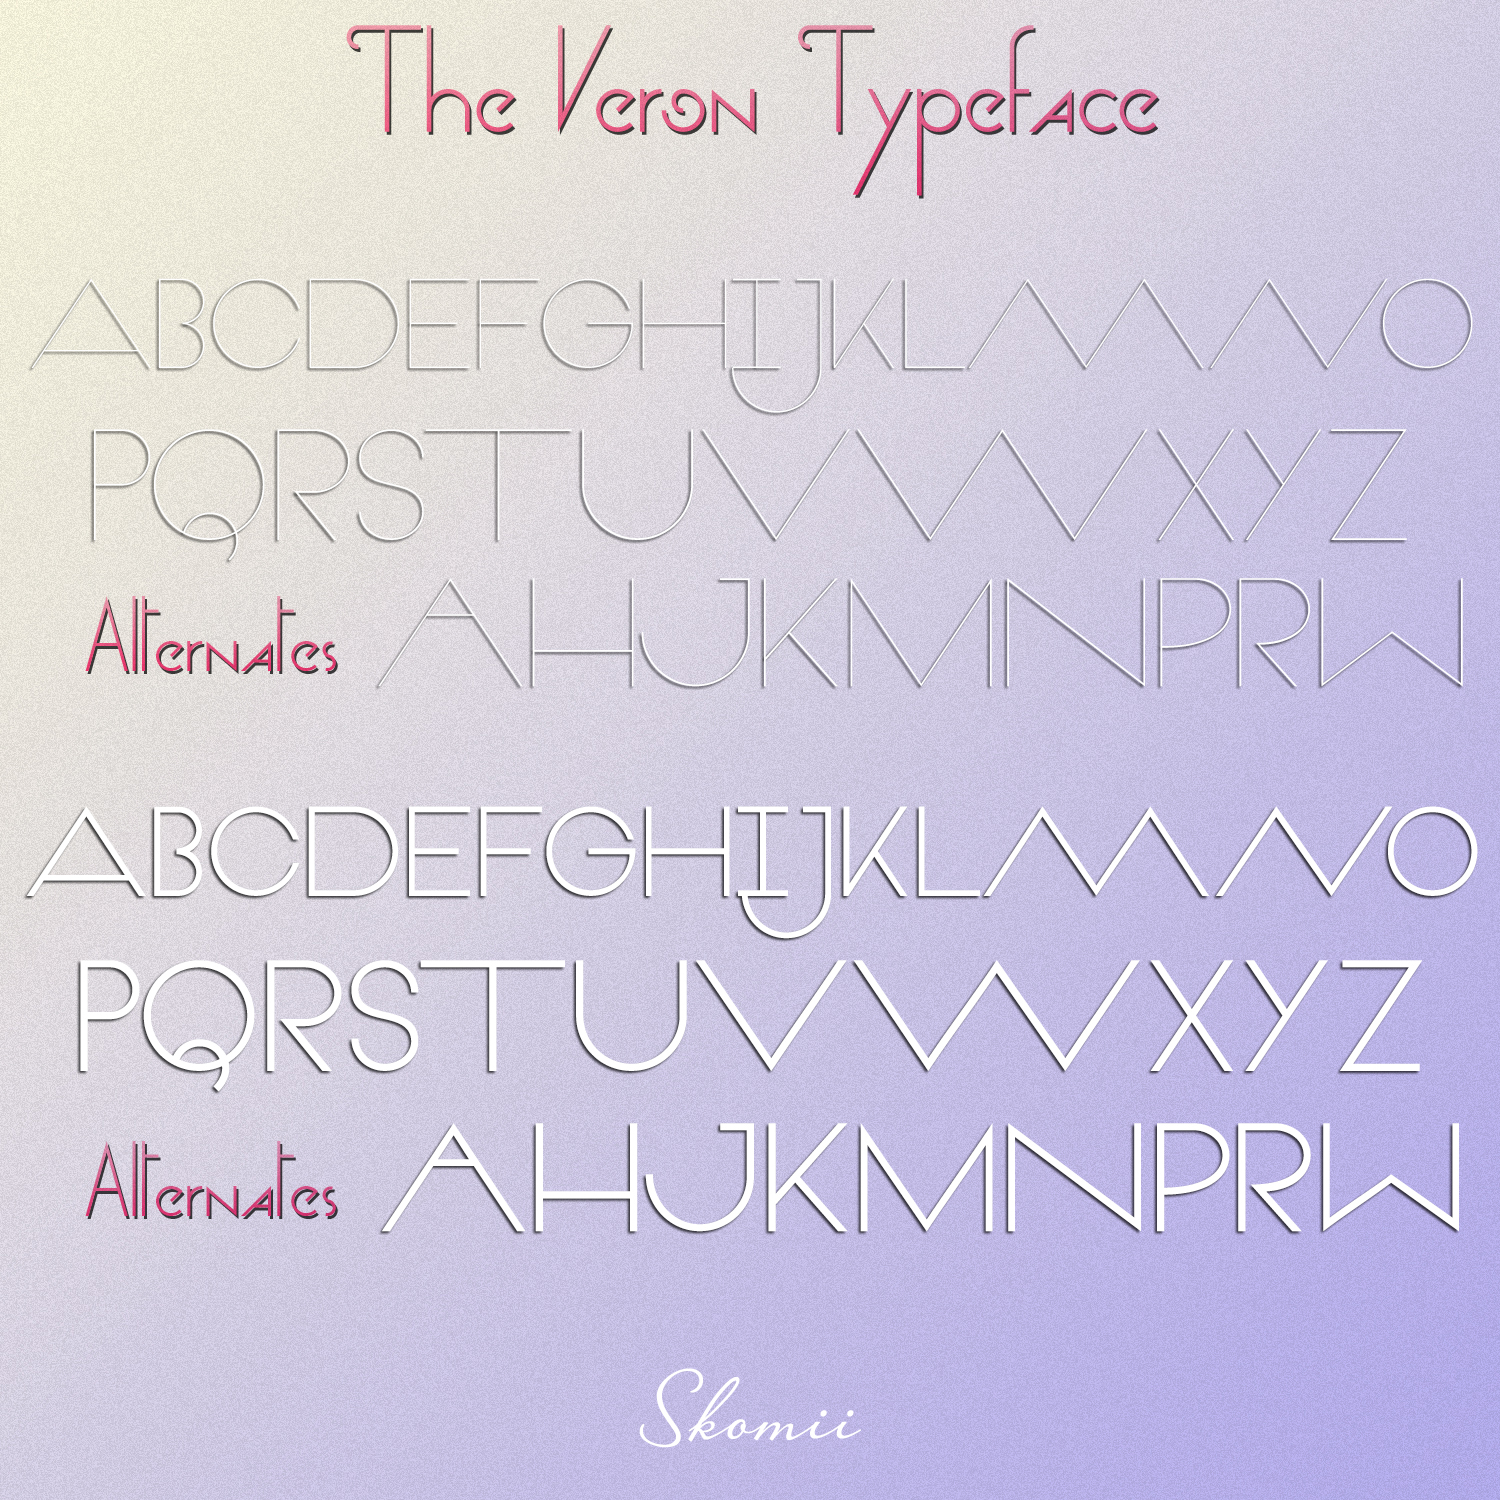 The Veron Typeface
ABCDEFGHIJKLMNO
PQRSTUVWXYZ
Alternates AHJKMNPRW
ABCDEFGHIJKLMNO
PQRSTUVWXYZ
Alternates AHJKMNPRW
Skomii